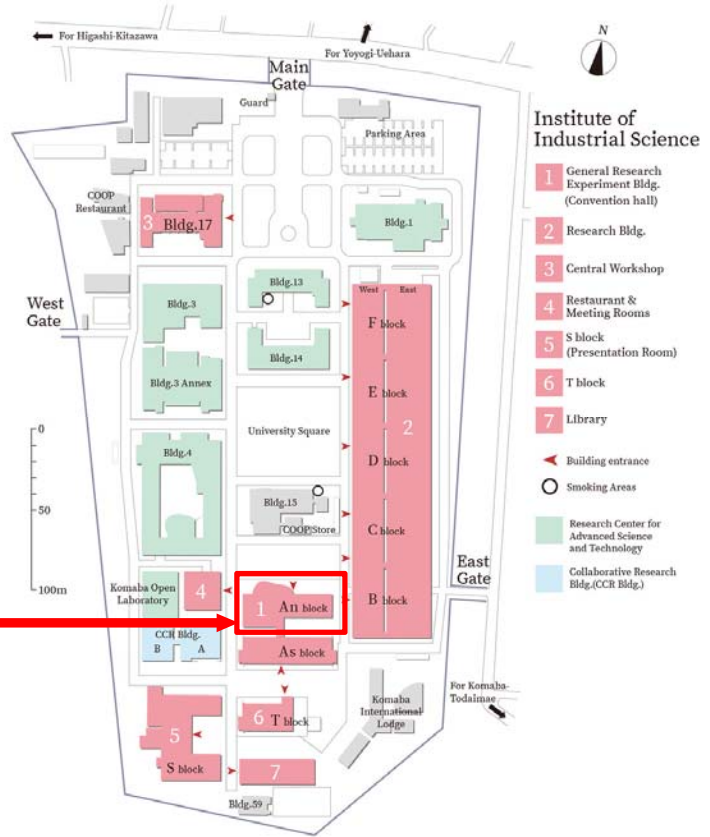 For Higashi-Kitazawa
For Yoyogi-Uehara
N
Main
Gate
Guard
Parking Area
Institute of
Industrial Science
1 General Research
Experiment Bldg.
(Convention hall)
2 Research Bldg.
3 Central Workshop
4 Restaurant &
Meeting Rooms
5 S block
(Presentation Room)
6 T block
7 Library
Building entrance
Smoking Areas
Research Center for
Advanced Science
and Technology
Collaborative Research
Bldg.(CCR Bldg.)
COOP
Restaurant
3 Bldg.17
Bldg.1
West
Gate
Bldg.3
Bldg.13
West East
F block
Bldg.14
Bldg.3 Annex
E block
2
University Square
0
50
100m
Bldg.4
D block
Bldg.15
COOP Store
C block
East
Gate
Komaba Open
Laboratory
4
1 An block
B block
CCR Bldg.
B A
As block
For Komaba-
Todaimae
Komaba
International
Lodge
6 T block
5
S block
7
Bldg.59